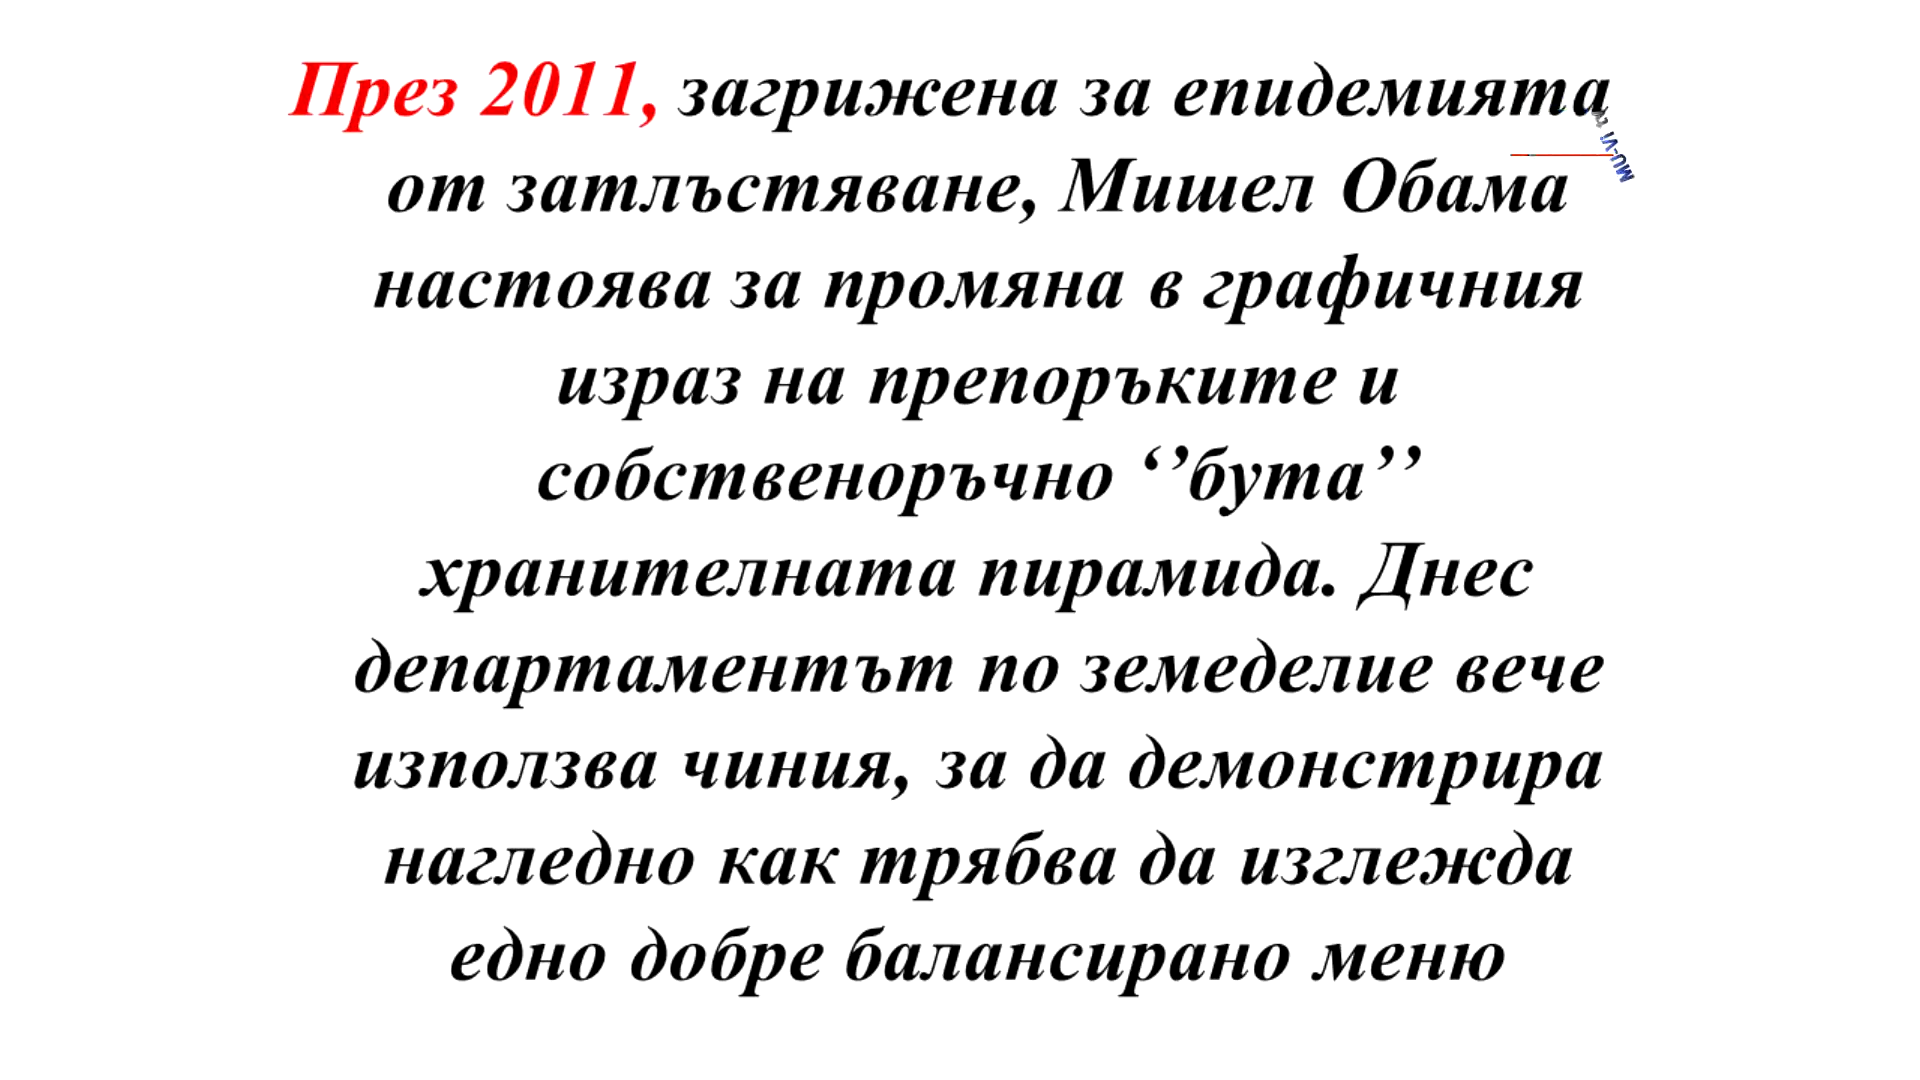 През 2011, загрижена за епидемията
от затлъстяване, Мишел Обама
настоява за промяна в графичния
израз на препоръките и
собственоръчно ‘’бута’’
хранителната пирамида. Днес
департаментът по земеделие вече
използва чиния, за да демонстрира
нагледно как трябва да изглежда
едно добре балансирано меню
MU-VI